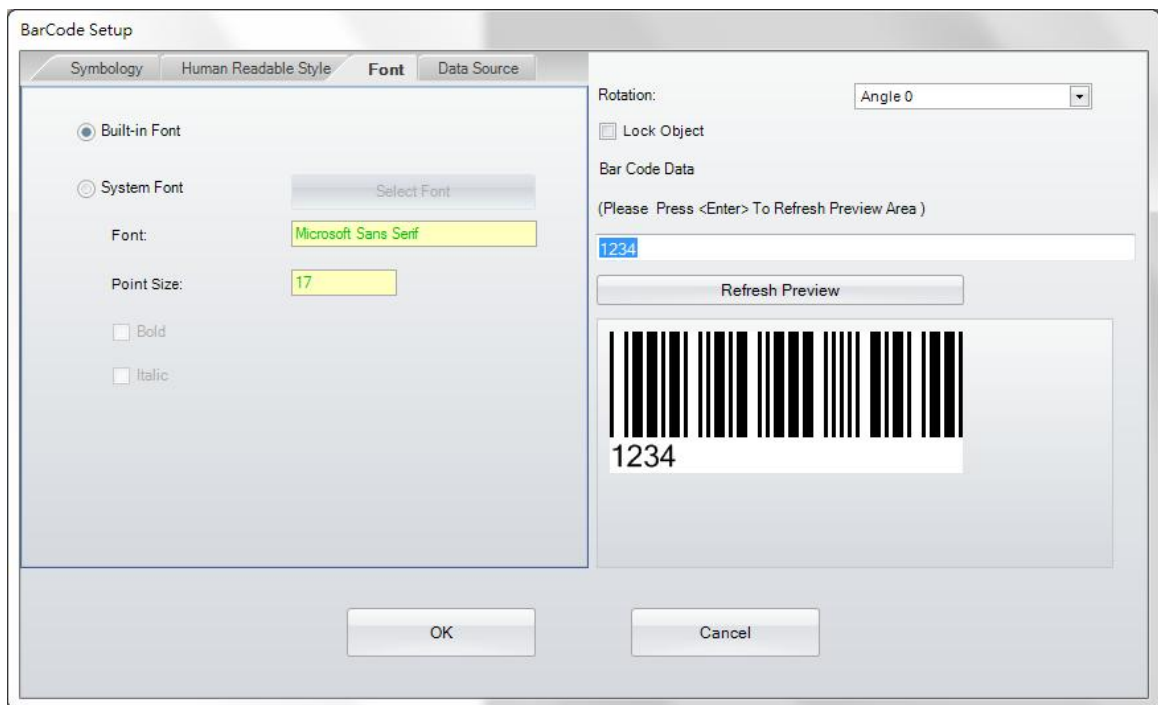 BarCode Setup
Symbology
Human Readable Style
Font
Data Source
Built-in Font
System Font
Select Font
Font:
Microsoft Sans Serif
Point Size:
17
Bold
Italic
Rotation:
Angle 0
Lock Object
Bar Code Data
(Please Press <Enter> To Refresh Preview Area )
1234
Refresh Preview
1234
OK
Cancel